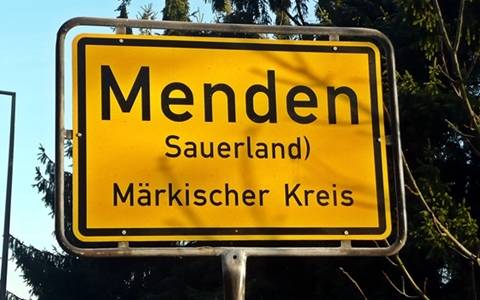 Menden
Sauerland)
Märkischer Kreis